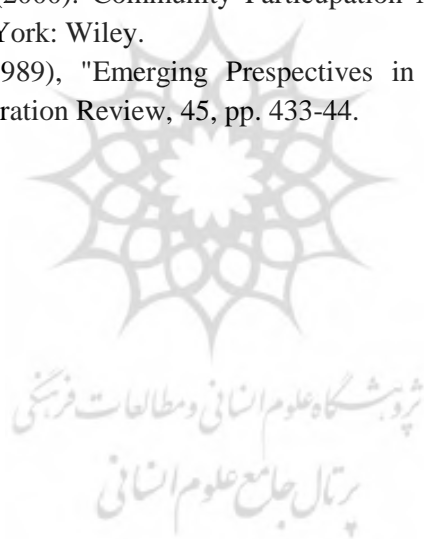 (2000). Community Particupation M
York: Wiley.
989), "Emerging Prespectives in
ration Review, 45, pp. 433-44.
پژوهشگاه علوم انسانی و مطالعات فرهنگی
پرتال جامع علوم انسانی